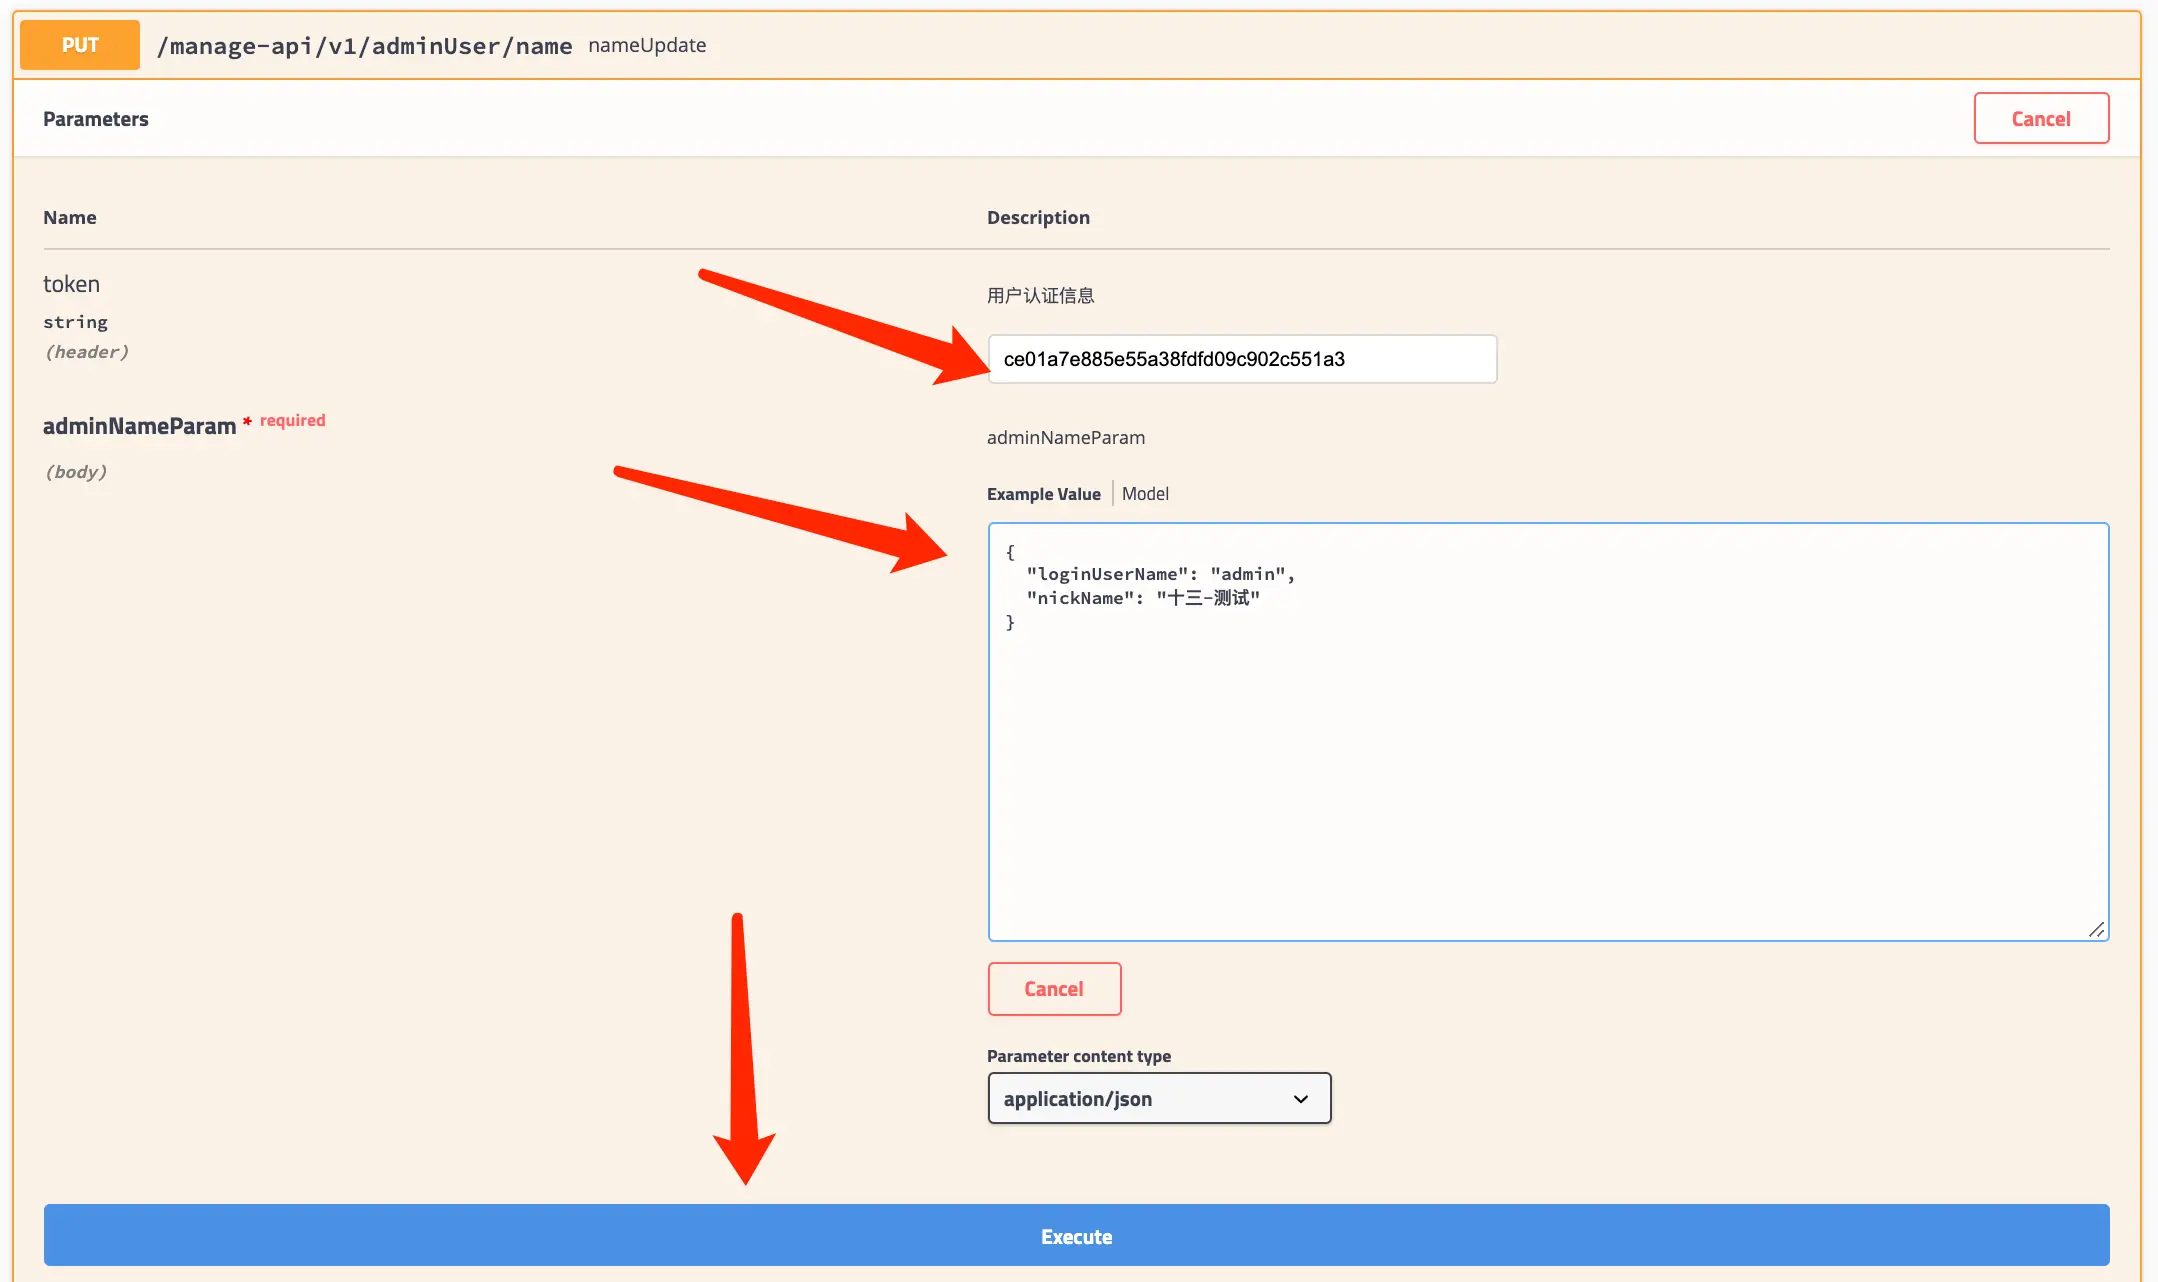 PUT /manage-api/v1/adminUser/name nameUpdate
Parameters Cancel
Name Description
token
string
(header)
用户认证信息
ce01a7e885e55a38fdfd09c902c551a3
adminNameParam * required
(body)
adminNameParam
Example Value Model
{
"loginUserName": "admin",
"nickName": "十三-测试"
}
Cancel
Parameter content type
application/json
Execute